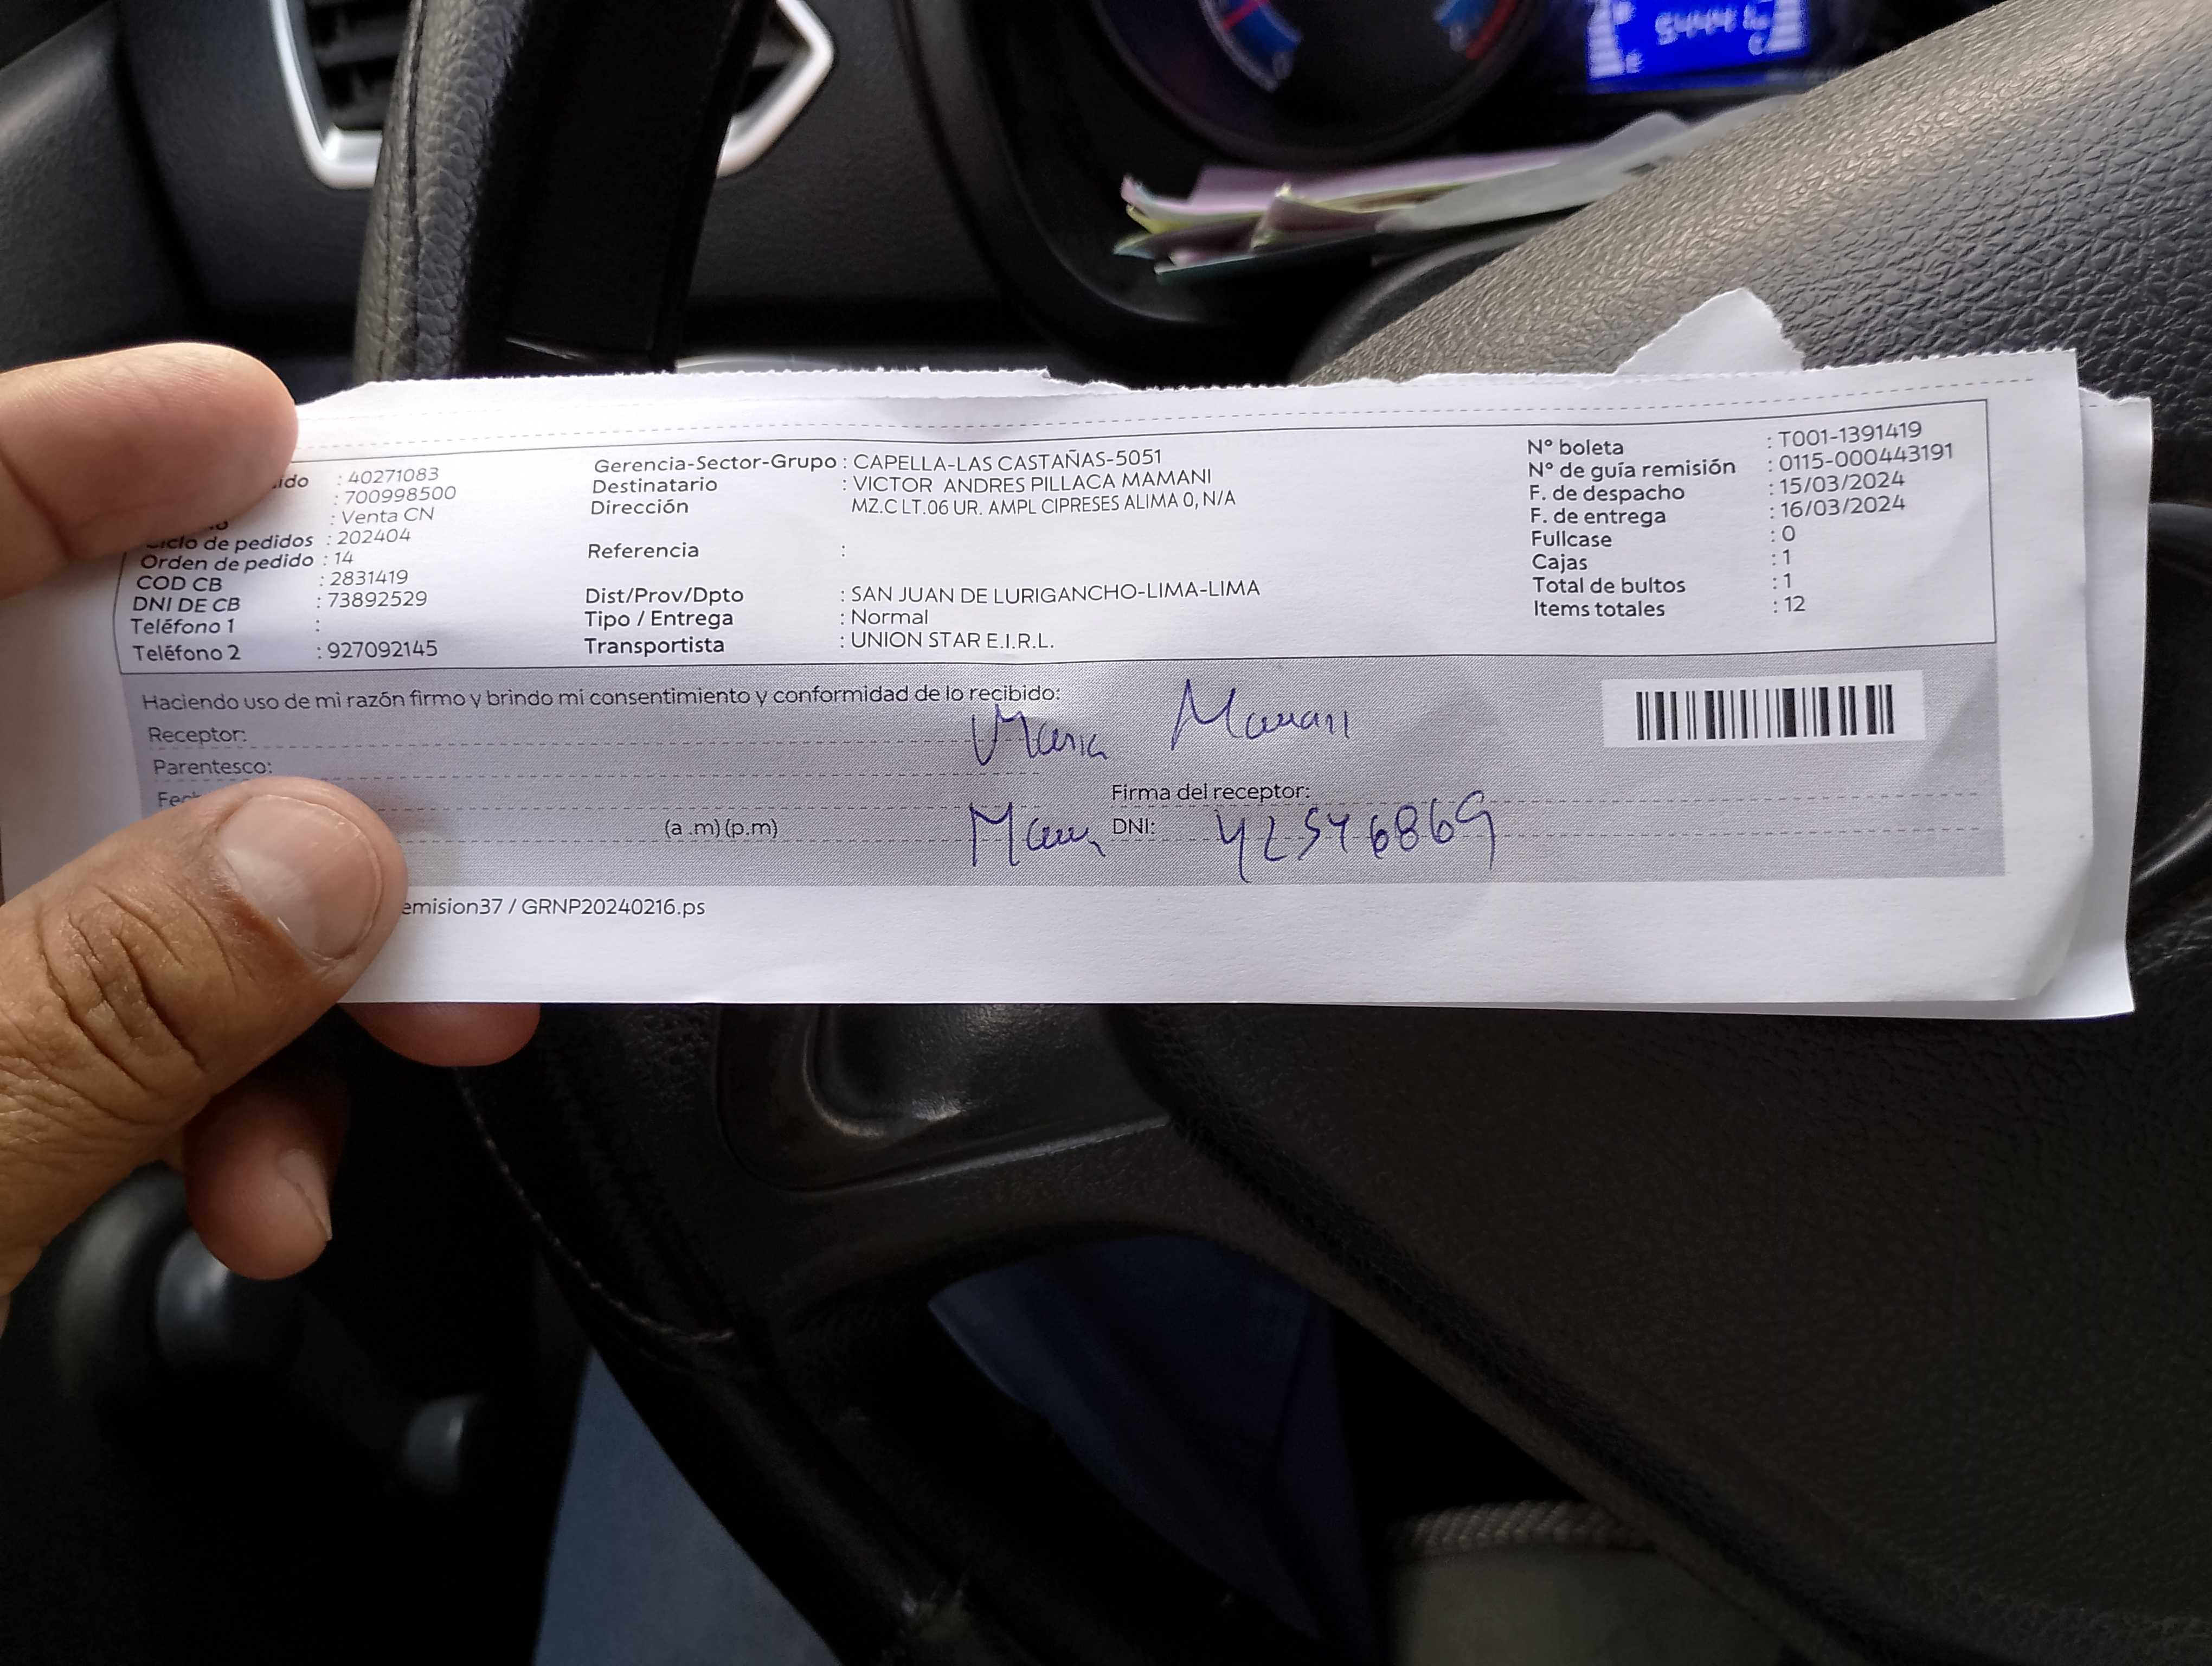 ido : 40271083
: 700998500
: Venta CN
Ciclo de pedidos : 202404
Orden de pedido : 14
COD CB : 2831419
DNI DE CB : 73892529
Teléfono 1 :
Teléfono 2 : 927092145
Gerencia-Sector-Grupo : CAPELLA-LAS CASTAÑAS-5051
Destinatario : VICTOR ANDRES PILLACA MAMANI
Dirección MZ.C LT.06 UR. AMPL CIPRESES ALIMA 0, N/A
Referencia :
Dist/Prov/Dpto : SAN JUAN DE LURIGANCHO-LIMA-LIMA
Tipo / Entrega : Normal
Transportista : UNION STAR E.I.R.L.
N° boleta : T001-1391419
N° de guía remisión : 0115-000443191
F. de despacho : 15/03/2024
F. de entrega : 16/03/2024
Fullcase : 0
Cajas : 1
Total de bultos : 1
Items totales : 12
Haciendo uso de mi razón firmo y brindo mi consentimiento y conformidad de lo recibido:
Receptor: Maria Mamani
Parentesco:
Firma del receptor:
(a .m) (p.m) DNI:
emision37 / GRNP20240216.ps